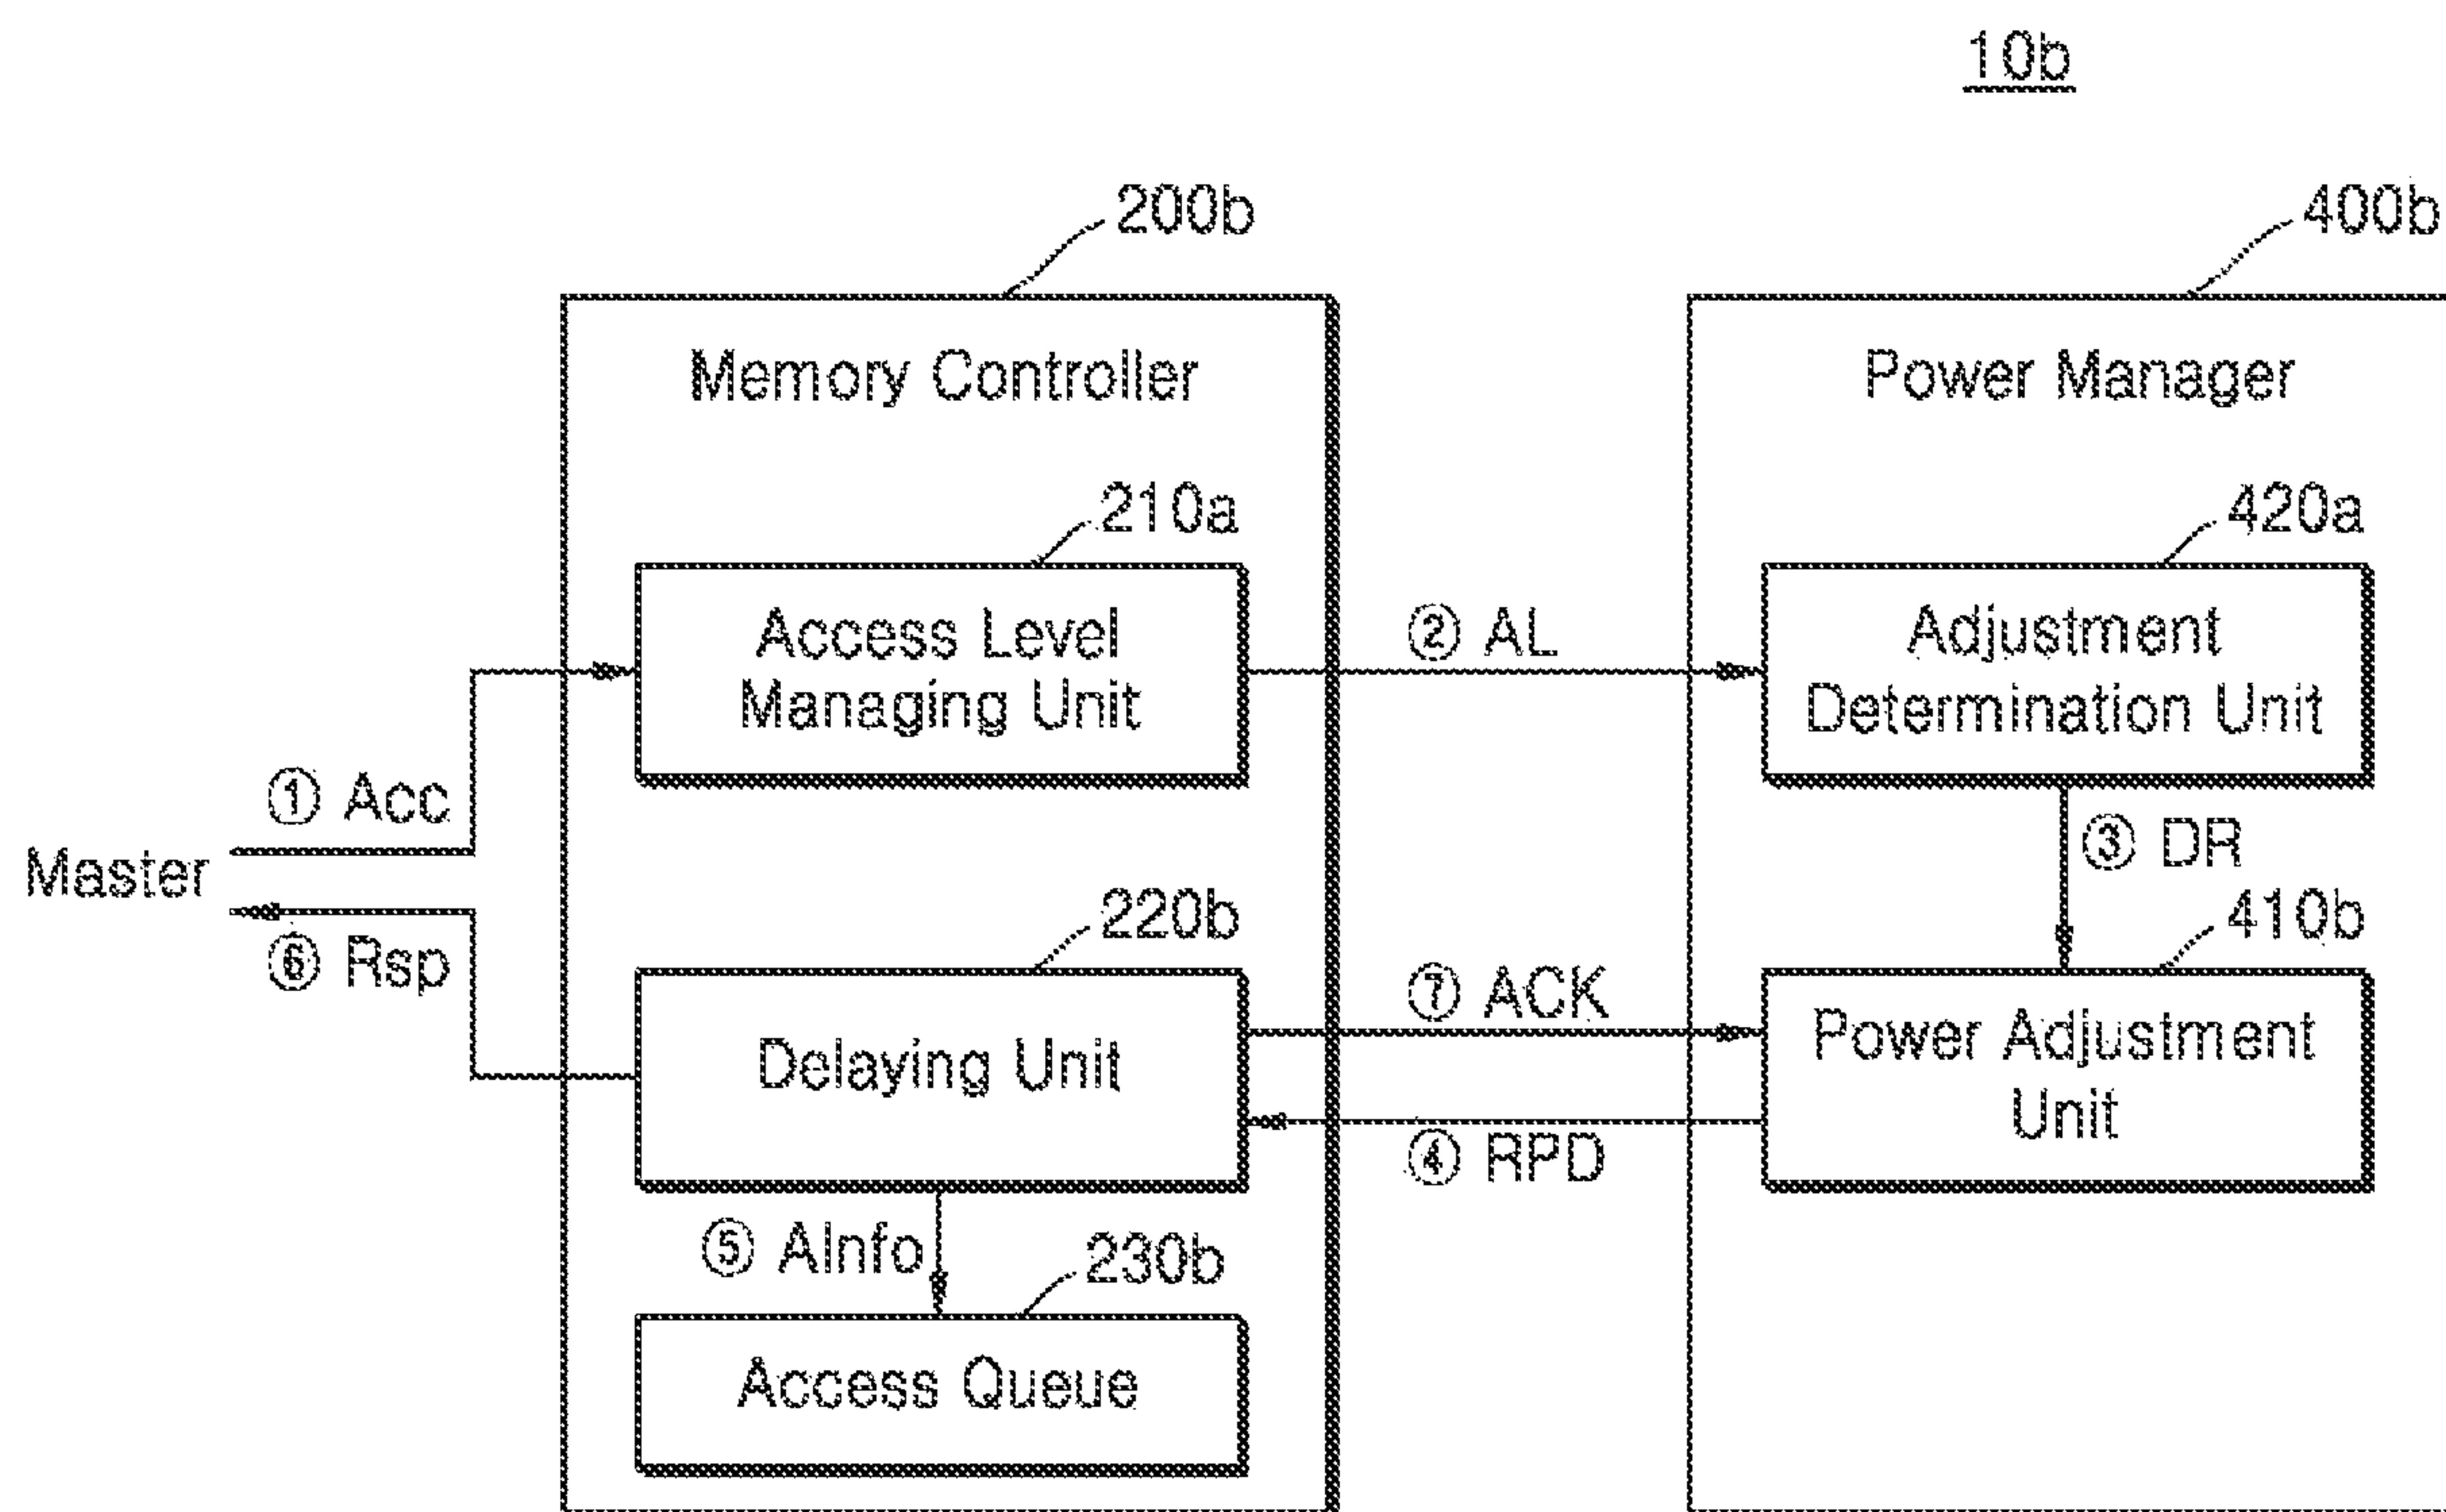 10b
200b
400b
Memory Controller
Power Manager
210a
420a
Access Level
Managing Unit
② AL
Adjustment
Determination Unit
① Acc
③ DR
Master
220b
410b
⑥ Rsp
⑦ ACK
Delaying Unit
Power Adjustment
Unit
④ RPD
⑤ AInfo
230b
Access Queue